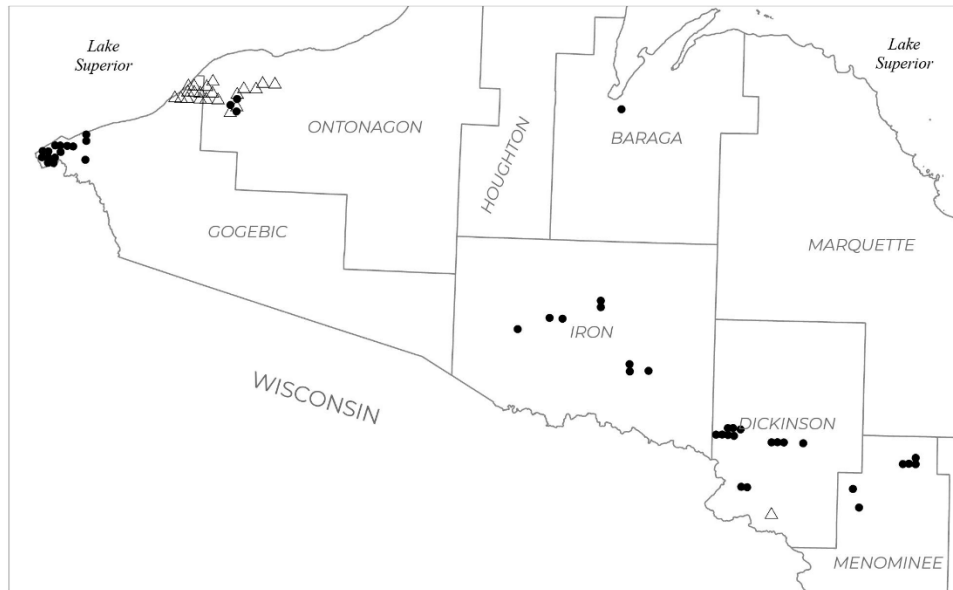 Lake
Superior
Lake
Superior
ONTONAGON
HOUGHTON
BARAGA
GOGEBIC
MARQUETTE
IRON
WISCONSIN
DICKINSON
MENOMINEE